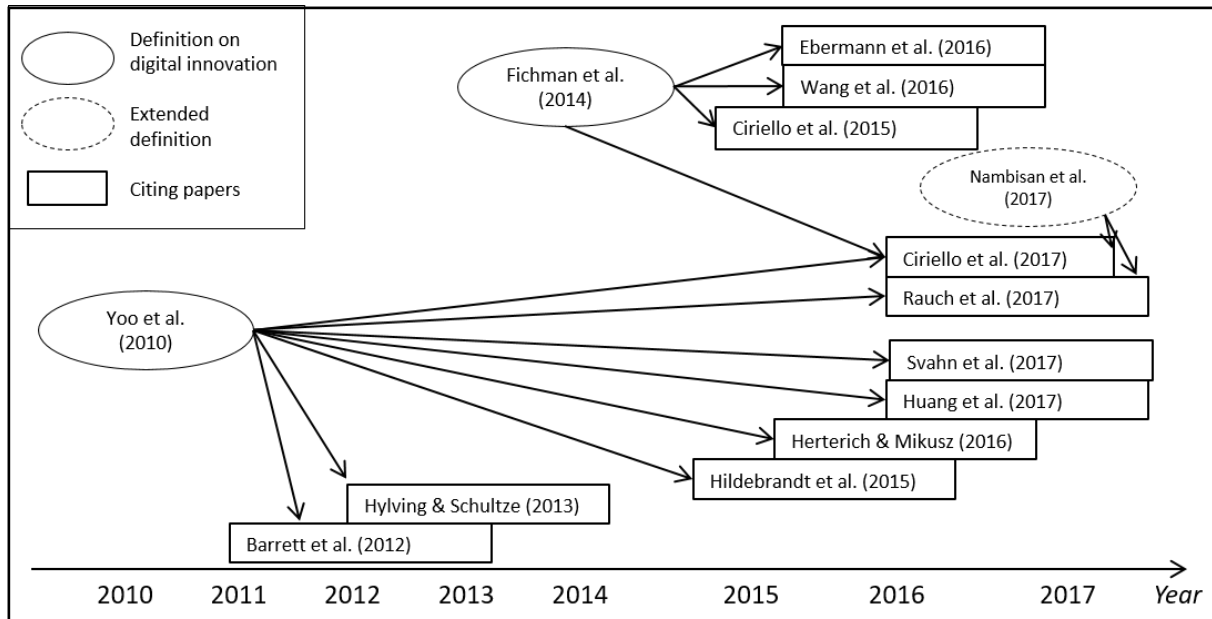 Definition on
digital innovation
Extended
definition
Citing papers
Fichman et al.
(2014)
Ebermann et al. (2016)
Wang et al. (2016)
Ciriello et al. (2015)
Nambisan et al.
(2017)
Ciriello et al. (2017)
Rauch et al. (2017)
Yoo et al.
(2010)
Svahn et al. (2017)
Huang et al. (2017)
Herterich & Mikusz (2016)
Hildebrandt et al. (2015)
Hylving & Schultze (2013)
Barrett et al. (2012)
2010 2011 2012 2013 2014 2015 2016 2017 Year